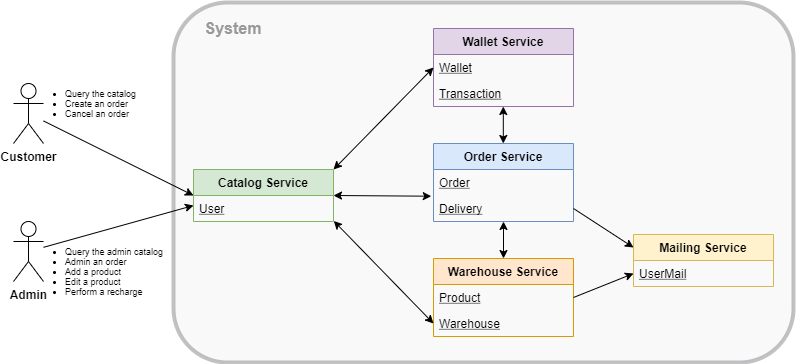 System
Wallet Service
Wallet
Transaction
Query the catalog
Create an order
Cancel an order
Customer
Order Service
Order
Delivery
Catalog Service
User
Query the admin catalog
Admin an order
Add a product
Edit a product
Perform a recharge
Admin
Warehouse Service
Product
Warehouse
Mailing Service
UserMail